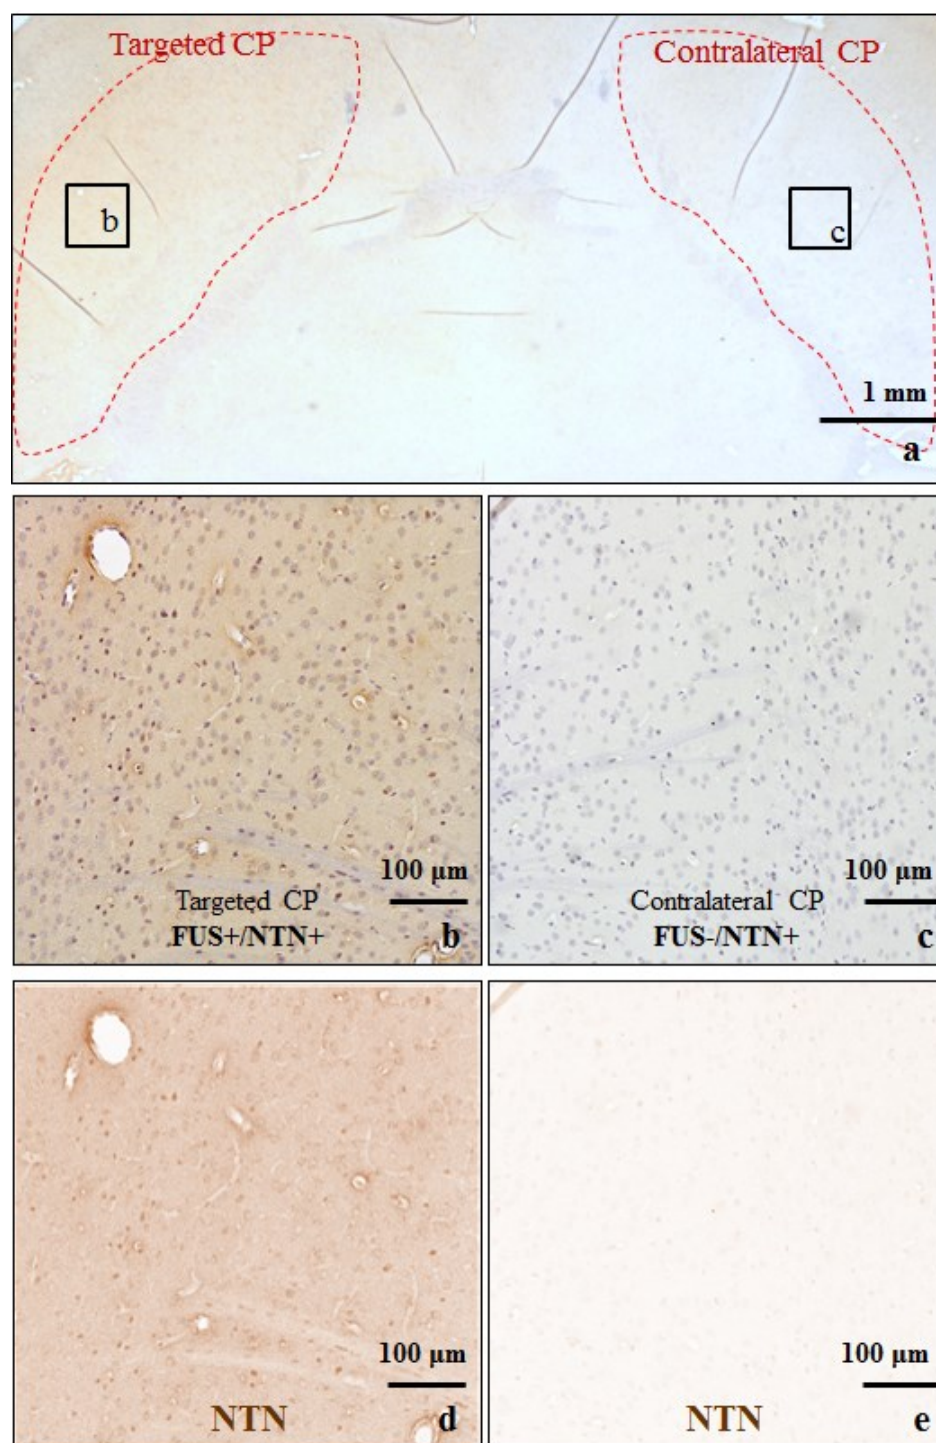 Targeted CP
Contralateral CP
b
c
1 mm
a
100 μm
Targeted CP
FUS+/NTN+
b
100 μm
Contralateral CP
FUS-/NTN+
c
100 μm
NTN
d
100 μm
NTN
e